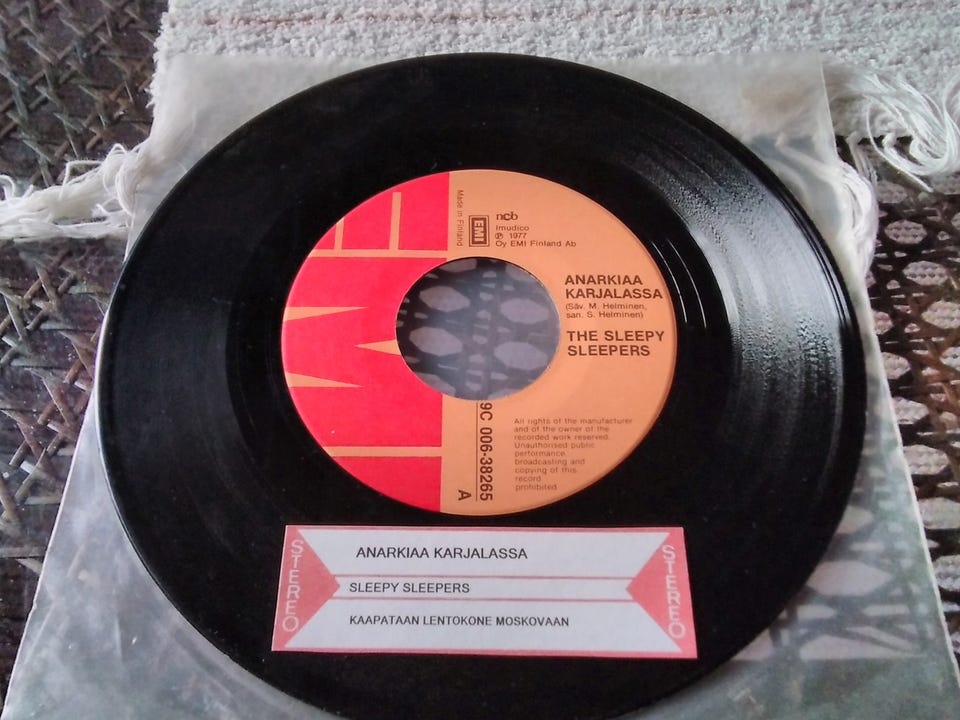 Made in Finland
EMI
ncb
Imudico
℗ 1977
Oy EMI Finland Ab
ANARKIAA
KARJALASSA
(Säv. M. Helminen,
san. S. Helminen)
THE SLEEPY
SLEEPERS
9C 006-38265
A
All rights of the manufacturer
and of the owner of the
recorded work reserved.
Unauthorised public
performance,
broadcasting and
copying of this
record
prohibited
STEREO
ANARKIAA KARJALASSA
SLEEPY SLEEPERS
KAAPATAAN LENTOKONE MOSKOVAAN
STEREO